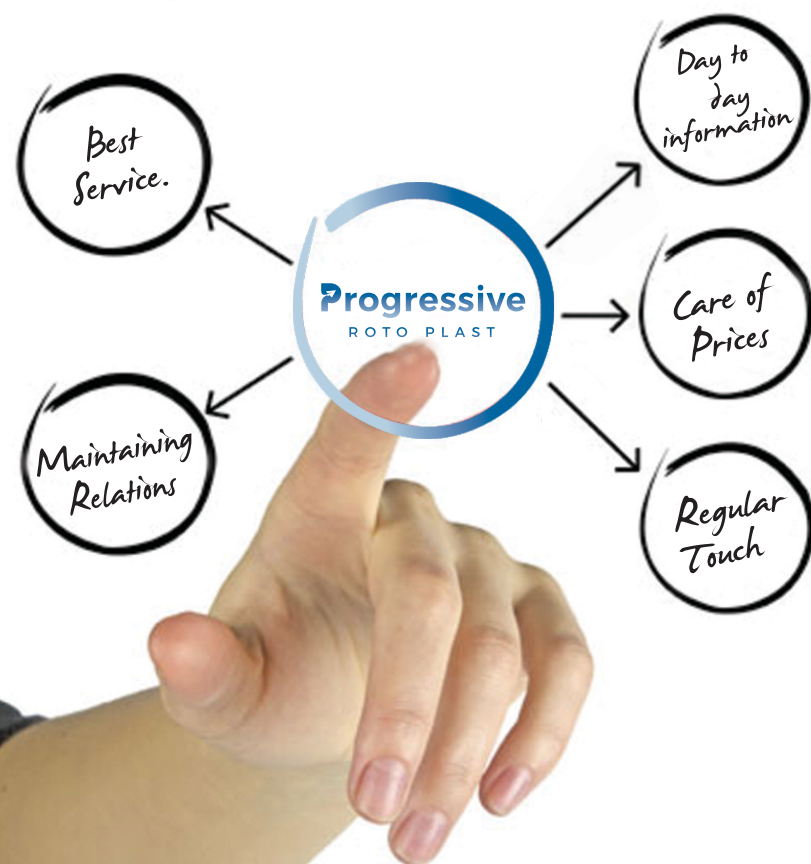 Best
Service.
Maintaining
Relations
Progressive
ROTO PLAST
Day to
day
information
Care of
Prices
Regular
Touch